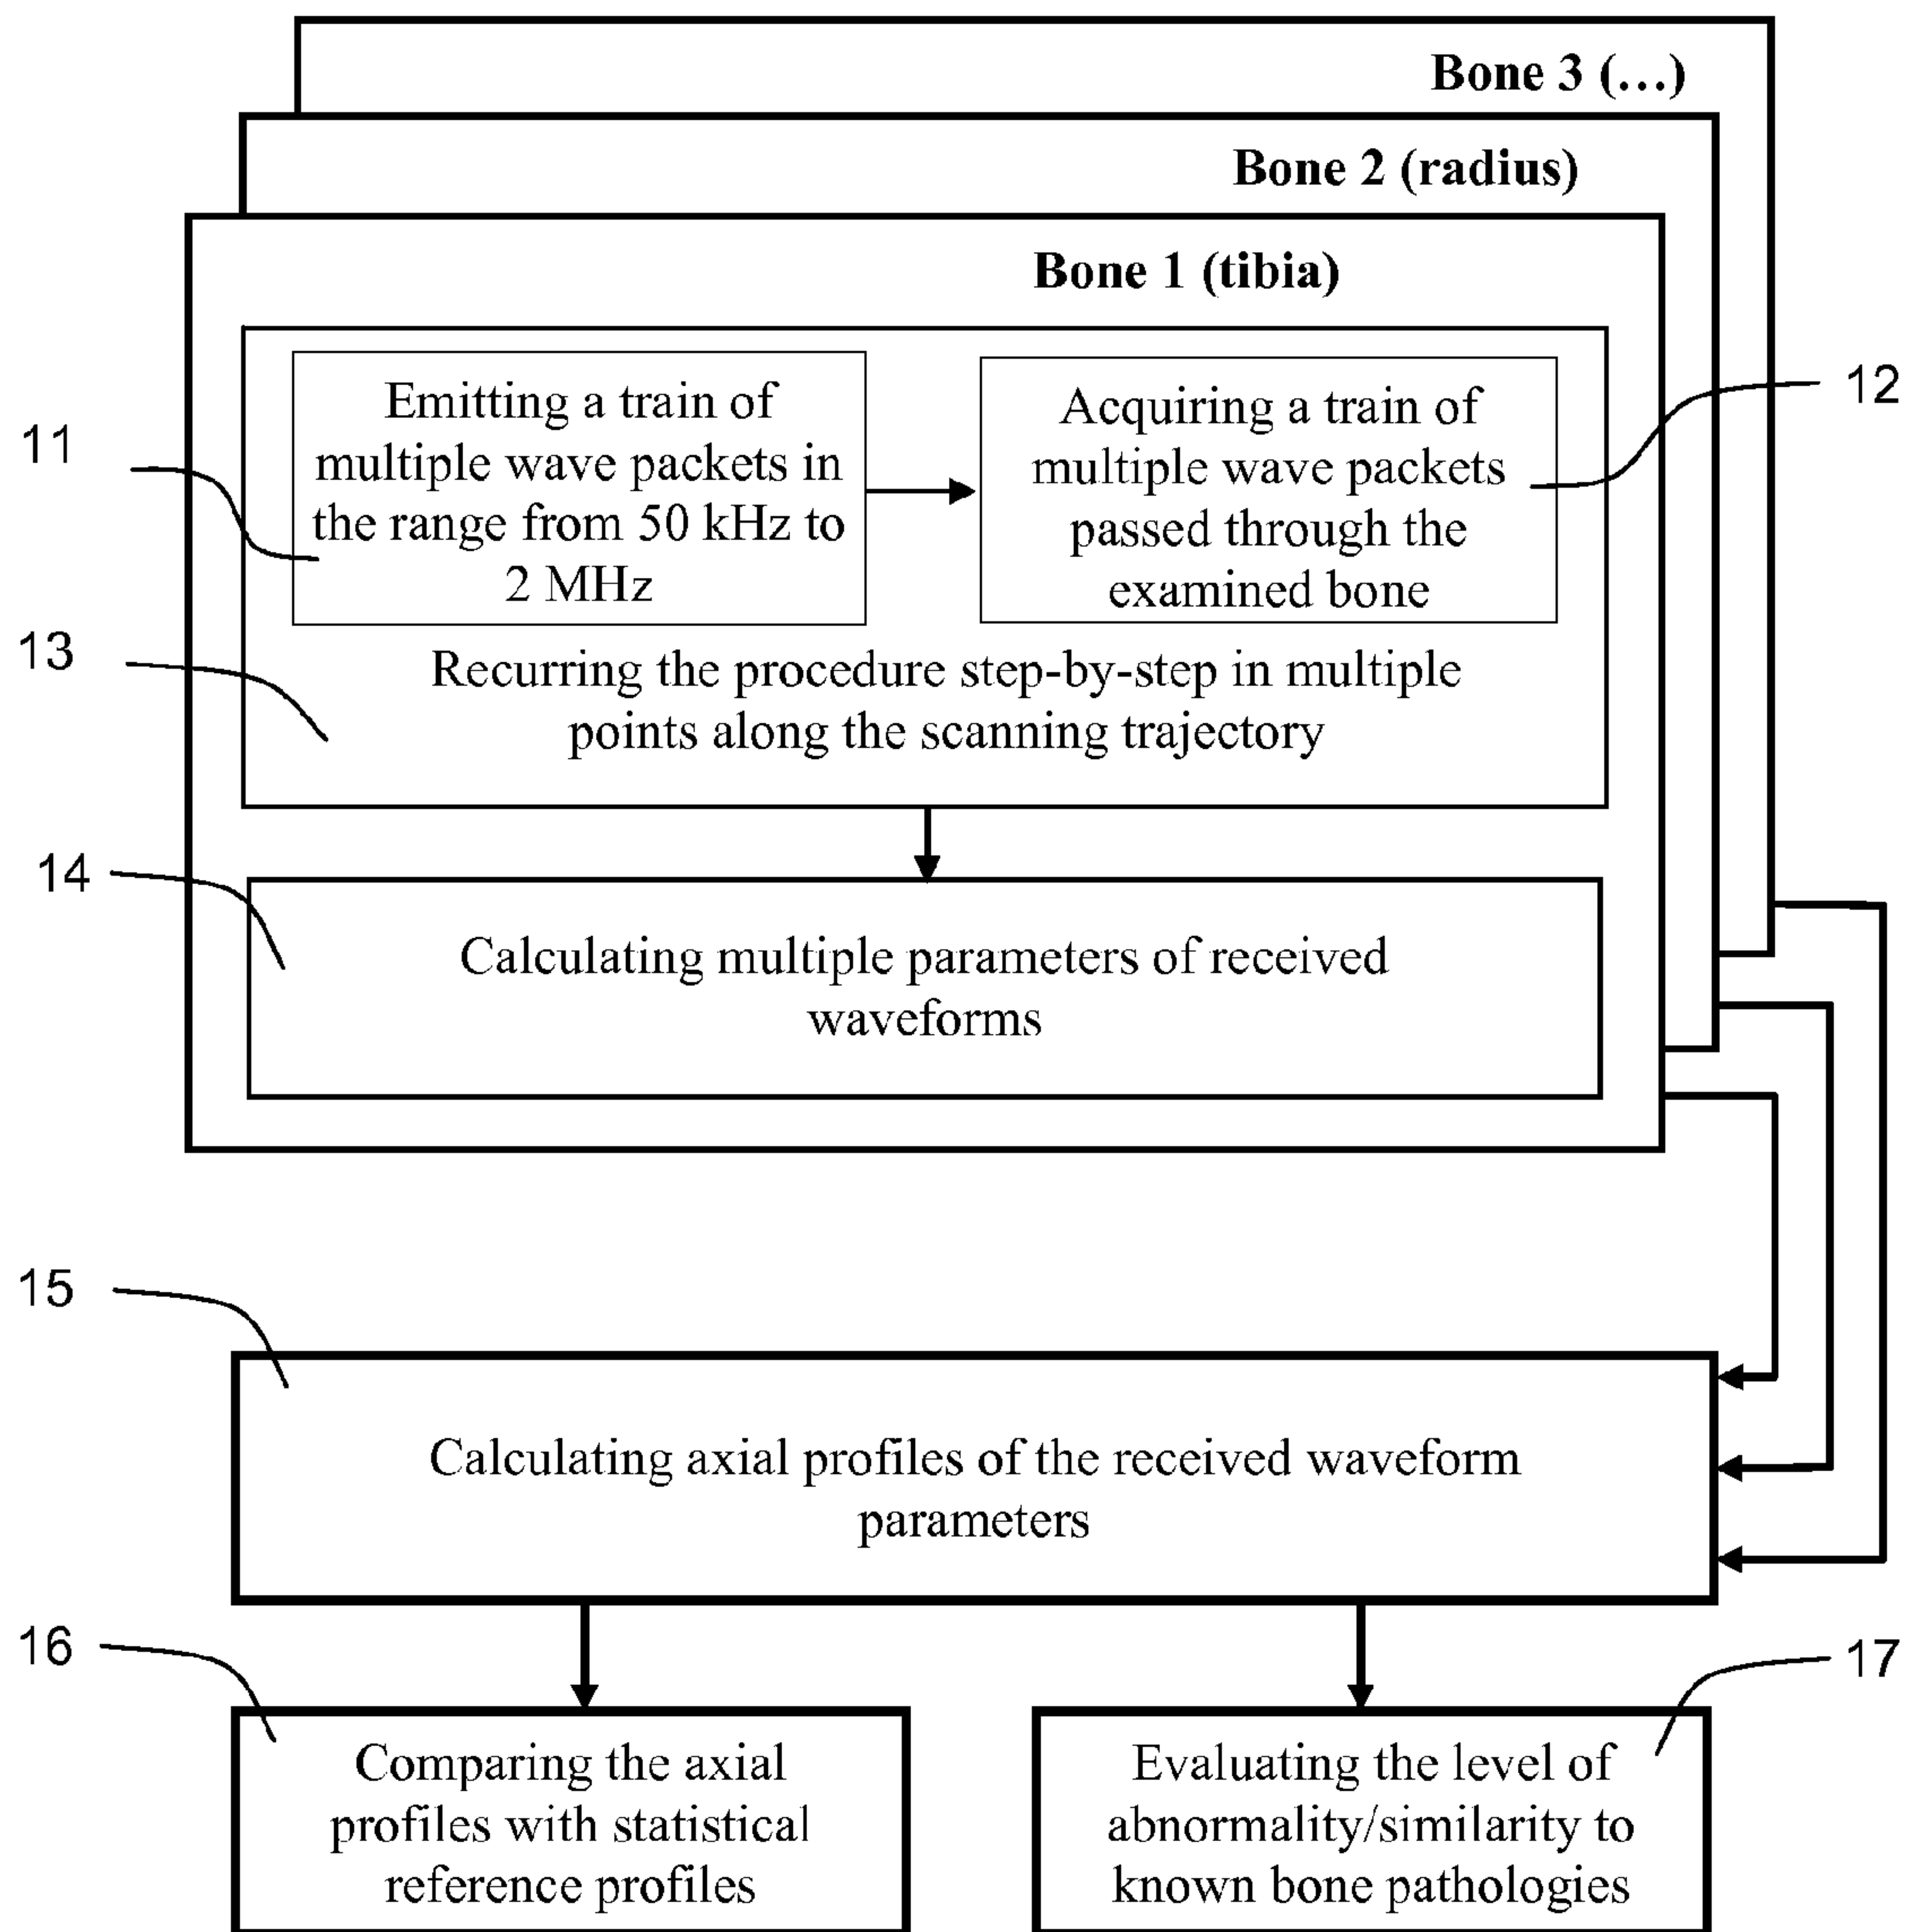 Bone 3 (…)
Bone 2 (radius)
Bone 1 (tibia)
11
Emitting a train of
multiple wave packets in
the range from 50 kHz to
2 MHz
Acquiring a train of
multiple wave packets
passed through the
examined bone
12
13
Recurring the procedure step-by-step in multiple
points along the scanning trajectory
14
Calculating multiple parameters of received
waveforms
15
Calculating axial profiles of the received waveform
parameters
16
Comparing the axial
profiles with statistical
reference profiles
17
Evaluating the level of
abnormality/similarity to
known bone pathologies